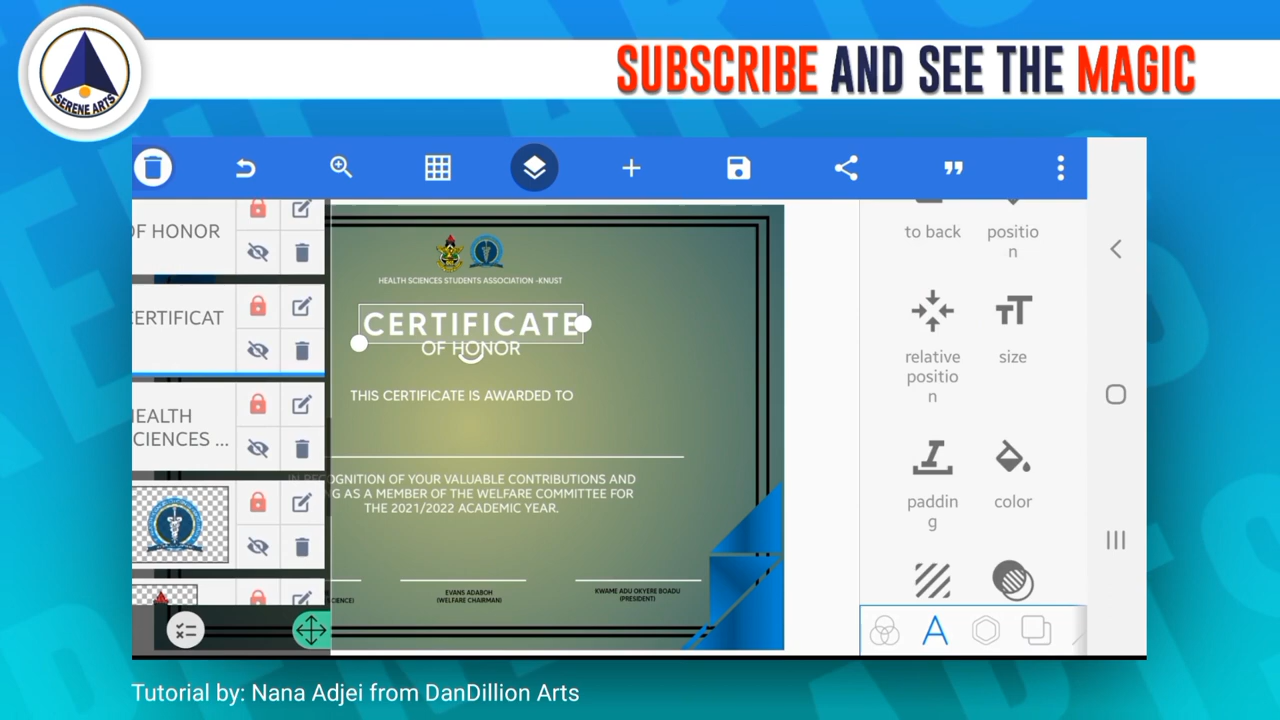 SUBSCRIBE AND SEE THE MAGIC
SERENE ARTS
OF HONOR
ERTIFICAT
EALTH
CIENCES ...
HEALTH SCIENCES STUDENTS ASSOCIATION -KNUST
CERTIFICATE
OF HONOR
THIS CERTIFICATE IS AWARDED TO
IN RECOGNITION OF YOUR VALUABLE CONTRIBUTIONS AND
G AS A MEMBER OF THE WELFARE COMMITTEE FOR
THE 2021/2022 ACADEMIC YEAR.
SCIENCE)
EVANS ADABOH
(WELFARE CHAIRMAN)
KWAME ADU OKYERE BOADU
(PRESIDENT)
to back
positio
n
relative
positio
n
size
paddin
g
color
A
Tutorial by: Nana Adjei from DanDillion Arts